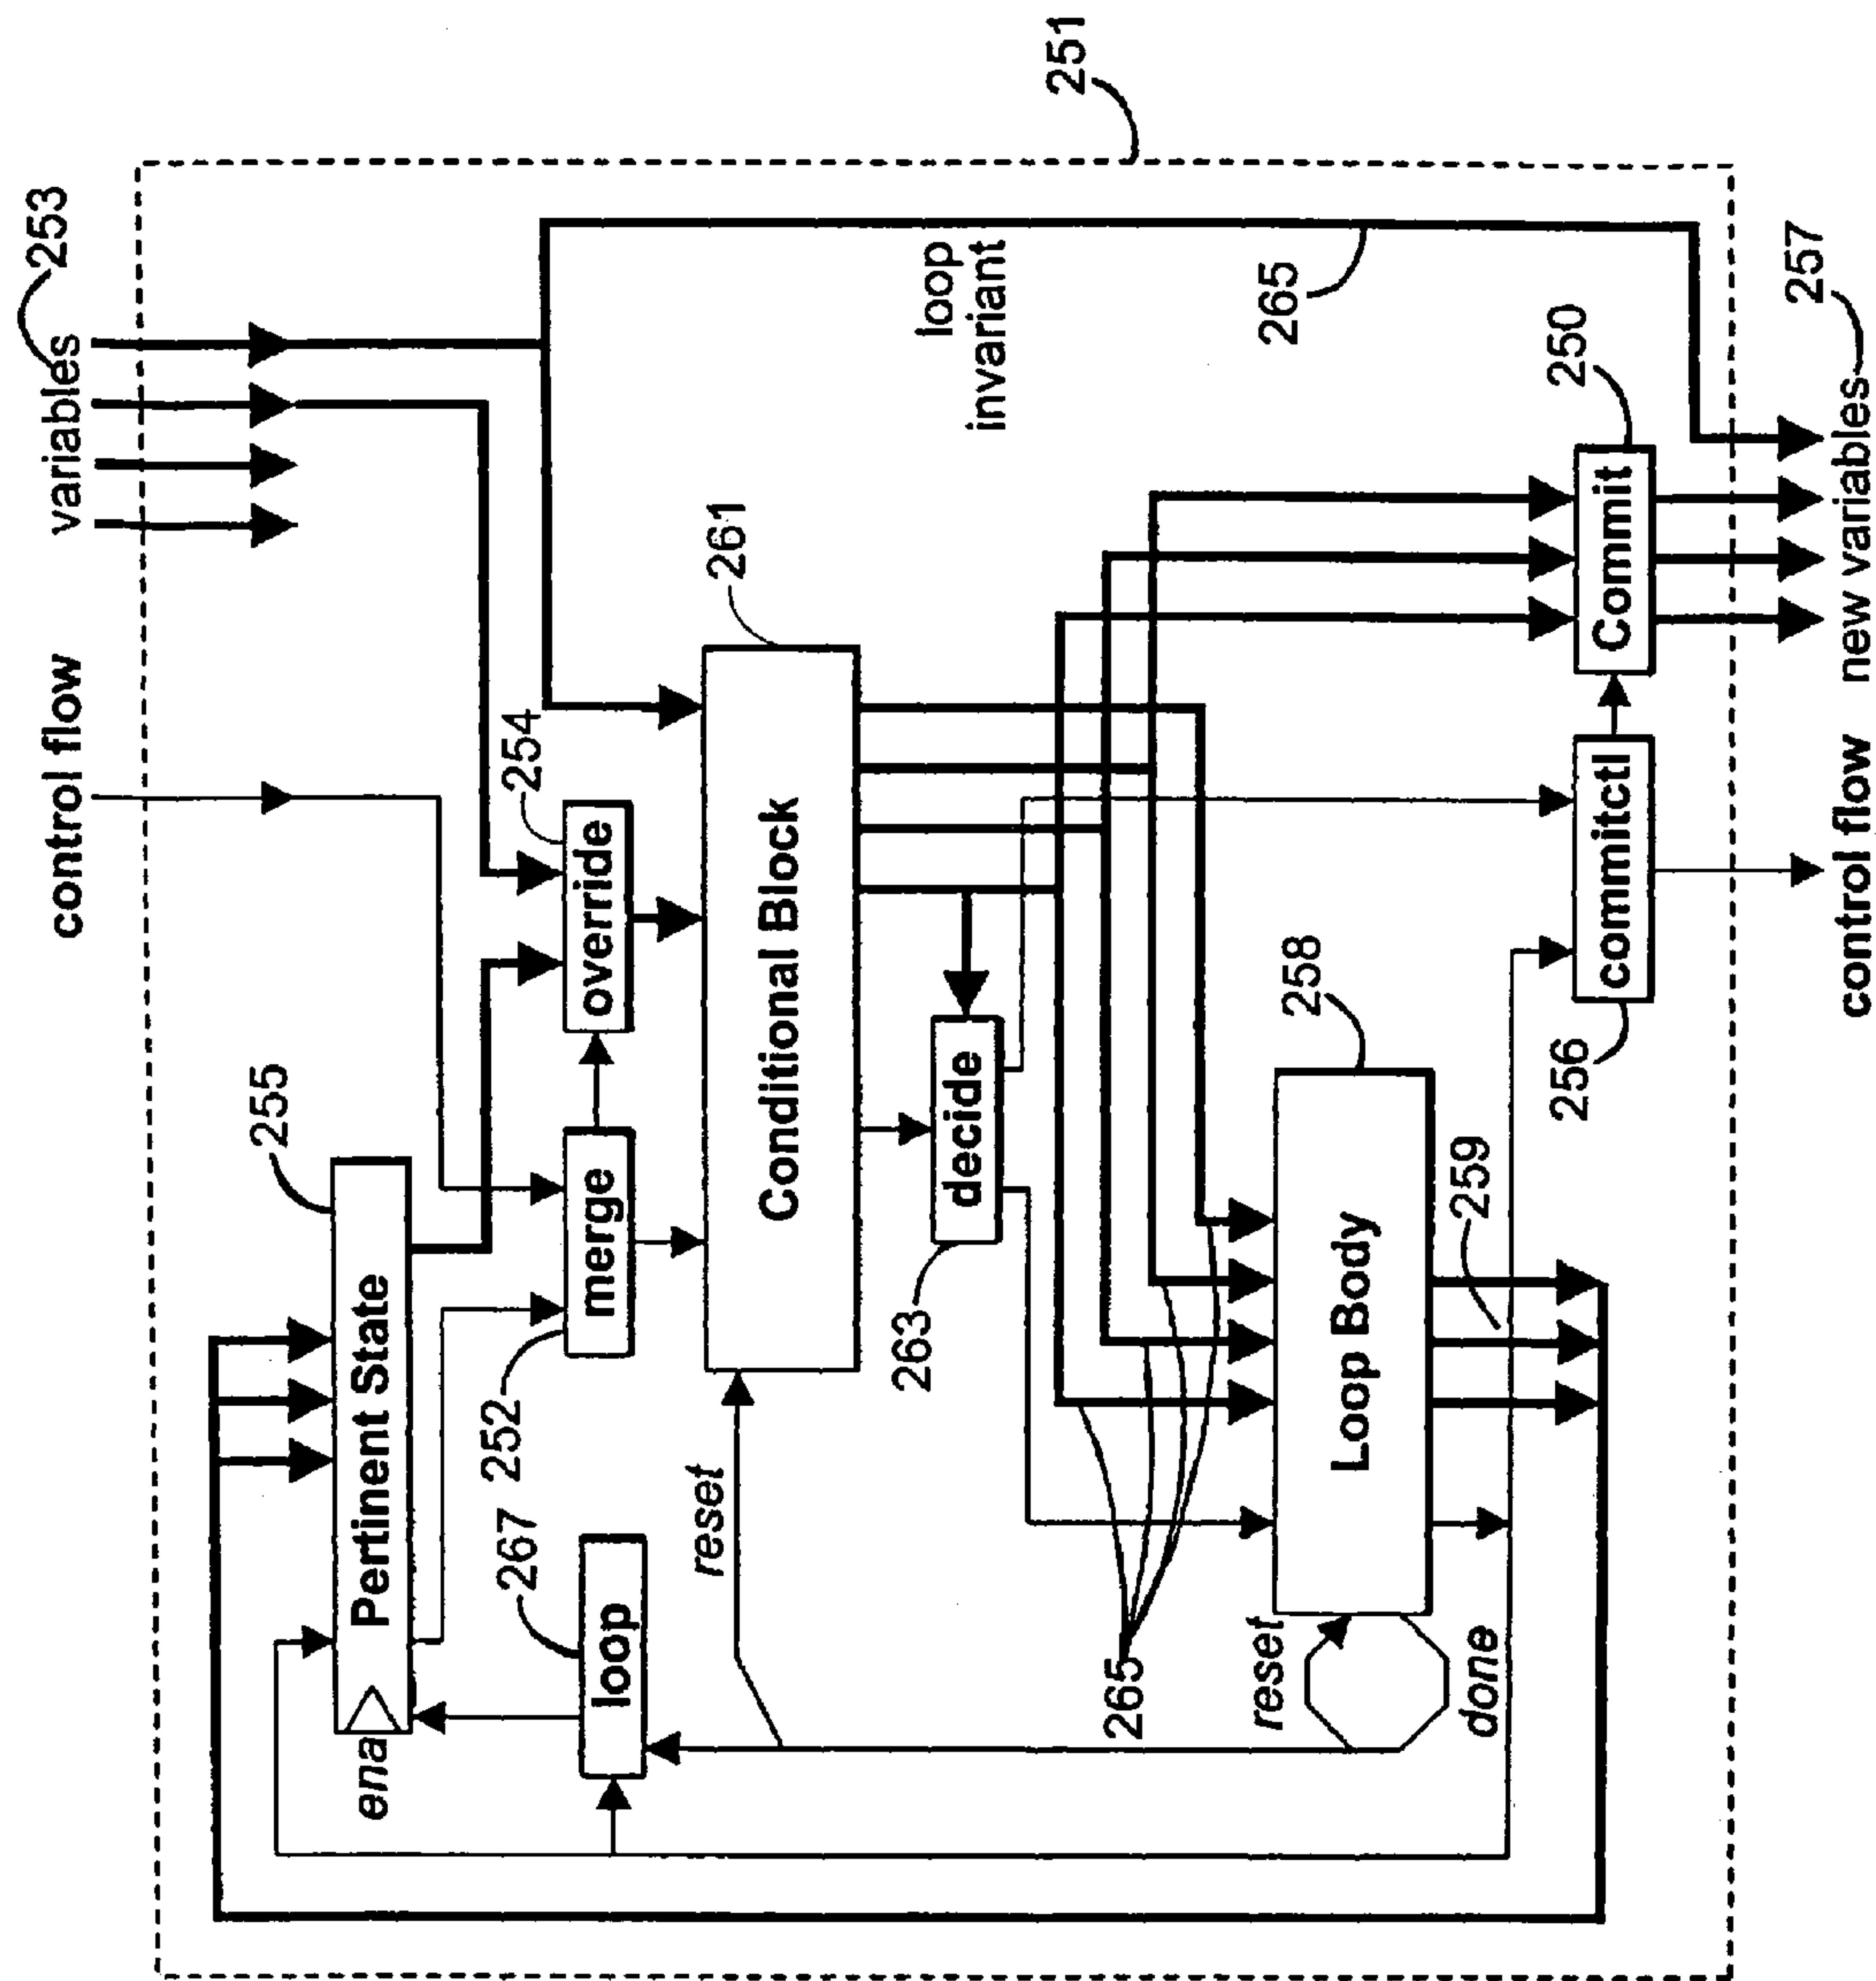 control flow
variables
253
251
255
Pertinent State
ena
267
loop
252
merge
254
override
261
Conditional Block
reset
loop
invariant
265
263
decide
265
258
Loop Body
reset
done
259
256
commitctl
250
Commit
control flow
new variables
257